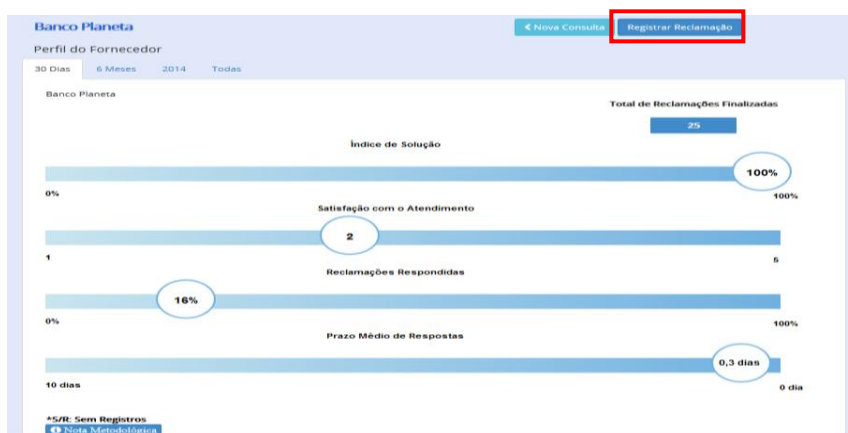 Banco Planeta
Nova Consulta
Registrar Reclamação
Perfil do Fornecedor
30 Dias 6 Meses 2014 Todas
Banco Planeta
Total de Reclamações Finalizadas
25
Índice de Solução
100%
0% 100%
Satisfação com o Atendimento
2
1 5
Reclamações Respondidas
16%
0% 100%
Prazo Médio de Respostas
0,3 dias
10 dias 0 dia
*S/R: Sem Registros
Nota Metodológica